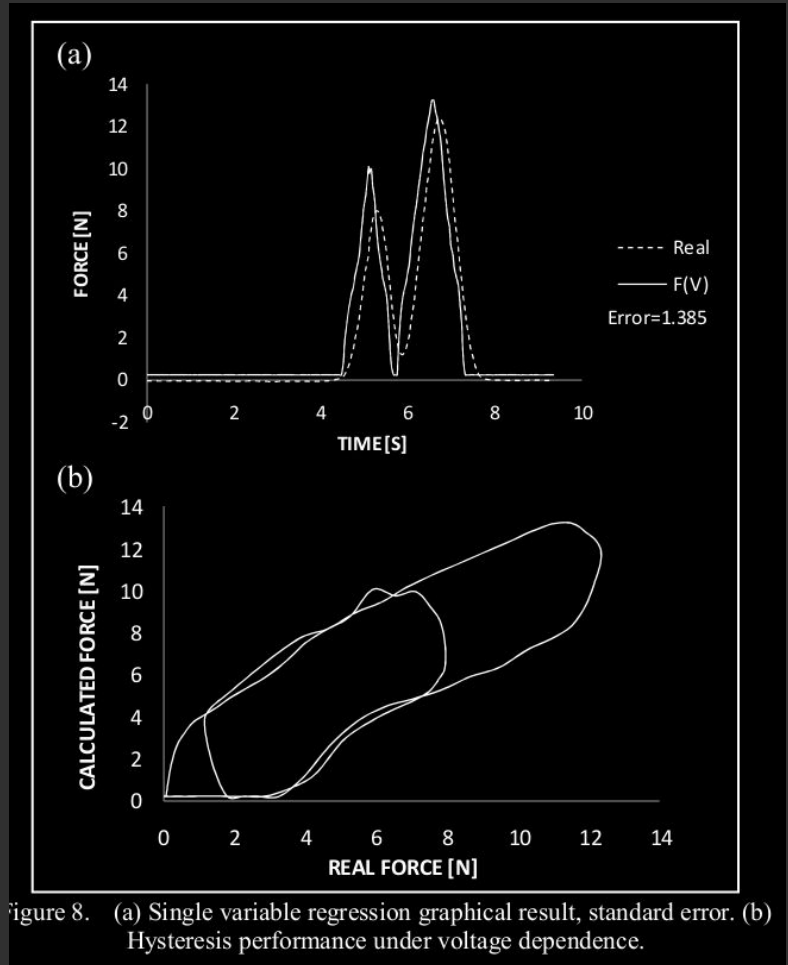 (a)
14
12
10
8
6
4
2
0
-2
FORCE [N]
0 2 4 6 8 10
TIME [S]
Real
F(V)
Error=1.385
(b)
14
12
10
8
6
4
2
0
CALCULATED FORCE [N]
0 2 4 6 8 10 12 14
REAL FORCE [N]
igure 8. (a) Single variable regression graphical result, standard error. (b)
Hysteresis performance under voltage dependence.